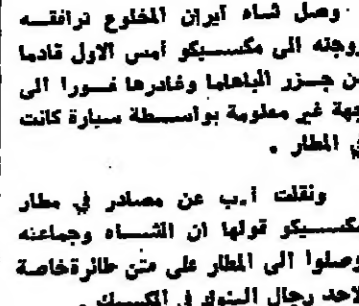 وصل شاه ايران المخلوع ترافقه
زوجته الى مكسيكو أمس الاول قادما
من جزر الباهاما وغادرها فورا الى
جهة غير معلومة بواسطة سيارة كانت
في المطار .
ونقلت أ.ب عن مصادر في مطار
مكسيكو قولها ان الشاه وجماعته
وصلوا الى المطار على متن طائرة خاصة
لاحد رجال البنوك في المكسيك .